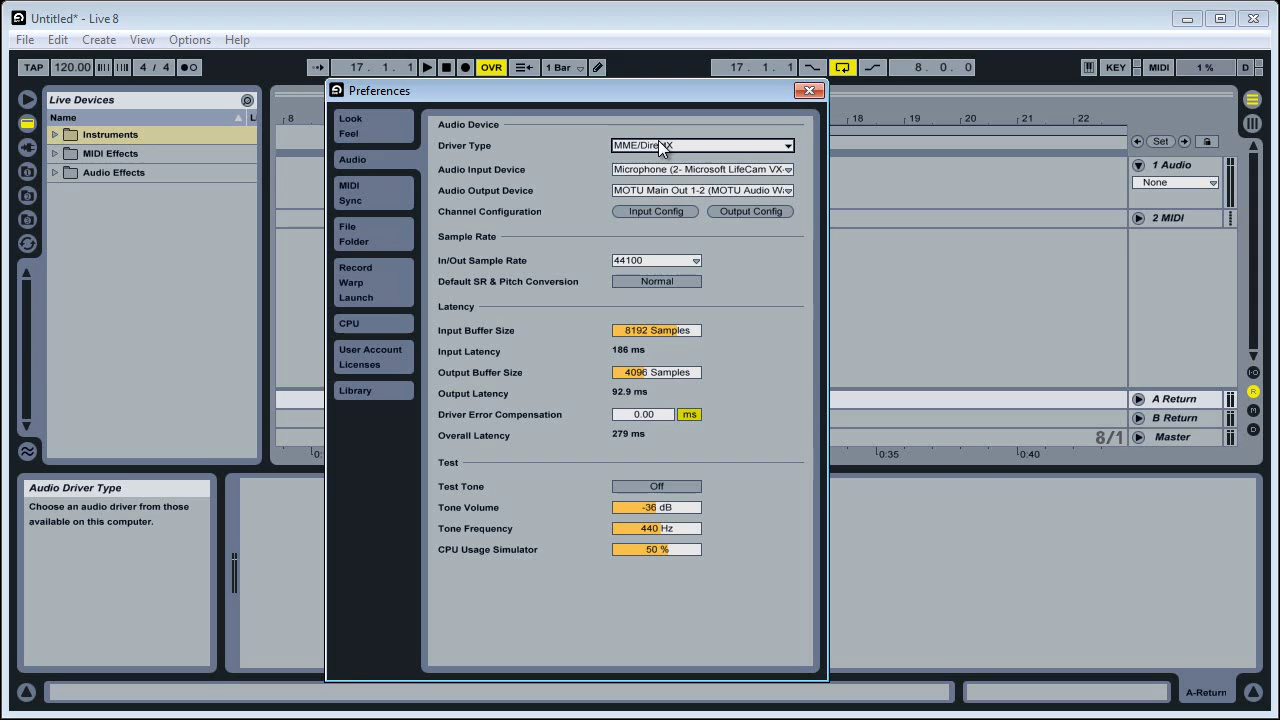 Untitled* - Live 8
File Edit Create View Options Help
TAP 120.00 4 / 4 17 . 1 . 1 OVR 1 Bar 17 . 1 . 1 8 . 0 . 0 KEY MIDI 1 % D
Preferences
Live Devices
Name
Instruments
MIDI Effects
Audio Effects
Look
Feel
Audio
MIDI
Sync
File
Folder
Record
Warp
Launch
CPU
User Account
Licenses
Library
Audio Device
Driver Type
Audio Input Device Microphone (2- Microsoft LifeCam VX-
Audio Output Device MOTU Main Out 1-2 (MOTU Audio
Channel Configuration Input Config Output Config
Sample Rate
In/Out Sample Rate 44100
Default SR & Pitch Conversion Normal
Latency
Input Buffer Size 8192 Samples
Input Latency 186 ms
Output Buffer Size 4096 Samples
Output Latency 92.9 ms
Driver Error Compensation 0.00 ms
Overall Latency 279 ms
Test
Test Tone Off
Tone Volume -36 dB
Tone Frequency 440 Hz
CPU Usage Simulator 50 %
8 18 19 20 21 22
Set
1 Audio
None
2 MIDI
A Return
B Return
8/1 Master
0: 0:35 0:40
I·O
R
M
D
Audio Driver Type
Choose an audio driver from those
available on this computer.
A-Return